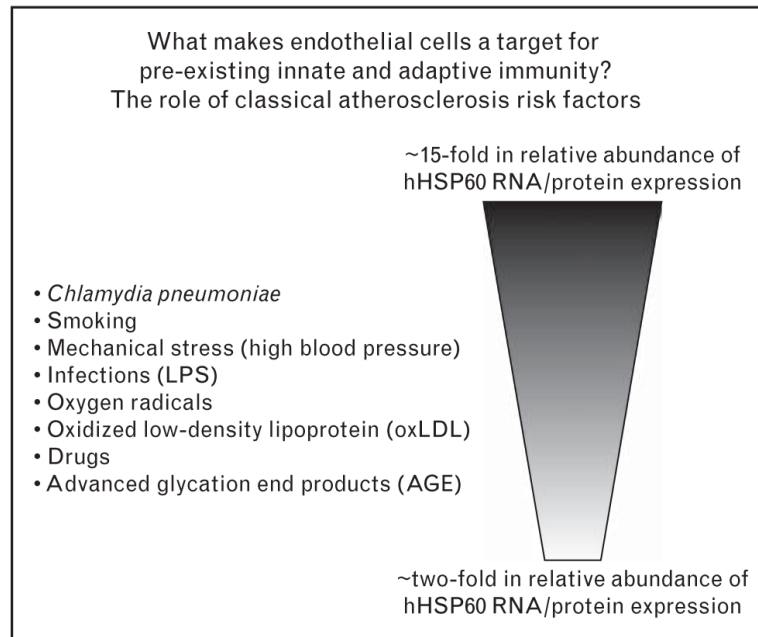 What makes endothelial cells a target for
pre-existing innate and adaptive immunity?
The role of classical atherosclerosis risk factors
~15-fold in relative abundance of
hHSP60 RNA/protein expression
• Chlamydia pneumoniae
• Smoking
• Mechanical stress (high blood pressure)
• Infections (LPS)
• Oxygen radicals
• Oxidized low-density lipoprotein (oxLDL)
• Drugs
• Advanced glycation end products (AGE)
~two-fold in relative abundance of
hHSP60 RNA/protein expression